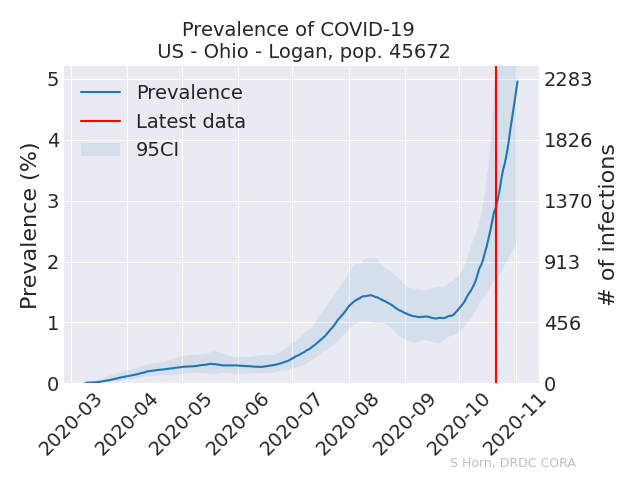 Prevalence of COVID-19
US - Ohio - Logan, pop. 45672
Prevalence
Latest data
95CI
Prevalence (%)
5
4
3
2
1
0
2283
1826
1370
913
456
0
# of infections
2020-03
2020-04
2020-05
2020-06
2020-07
2020-08
2020-09
2020-10
2020-11
S Horn, DRDC CORA